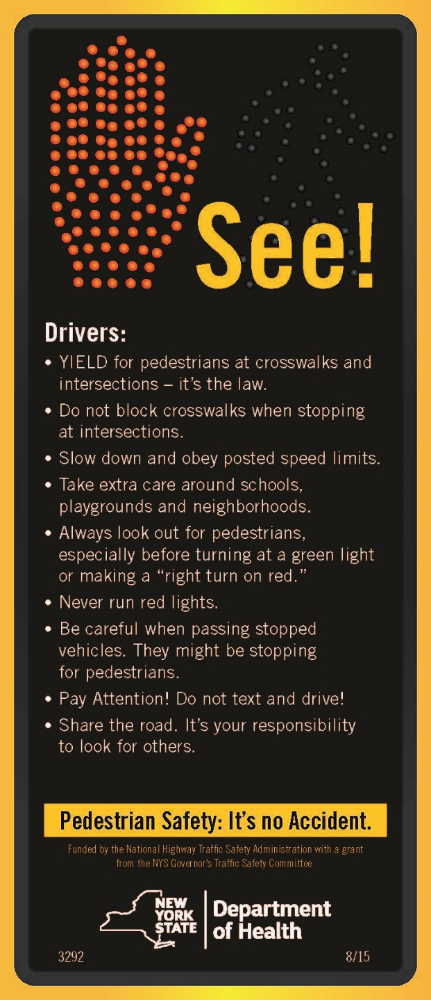 See!
Drivers:
• YIELD for pedestrians at crosswalks and
intersections – it's the law.
• Do not block crosswalks when stopping
at intersections.
• Slow down and obey posted speed limits.
• Take extra care around schools,
playgrounds and neighborhoods.
• Always look out for pedestrians,
especially before turning at a green light
or making a “right turn on red.”
• Never run red lights.
• Be careful when passing stopped
vehicles. They might be stopping
for pedestrians.
• Pay Attention! Do not text and drive!
• Share the road. It's your responsibility
to look for others.
Pedestrian Safety: It's no Accident.
Funded by the National Highway Traffic Safety Administration with a grant
from the NYS Governor's Traffic Safety Committee.
NEW
YORK
STATE
Department
of Health
3292
8/15